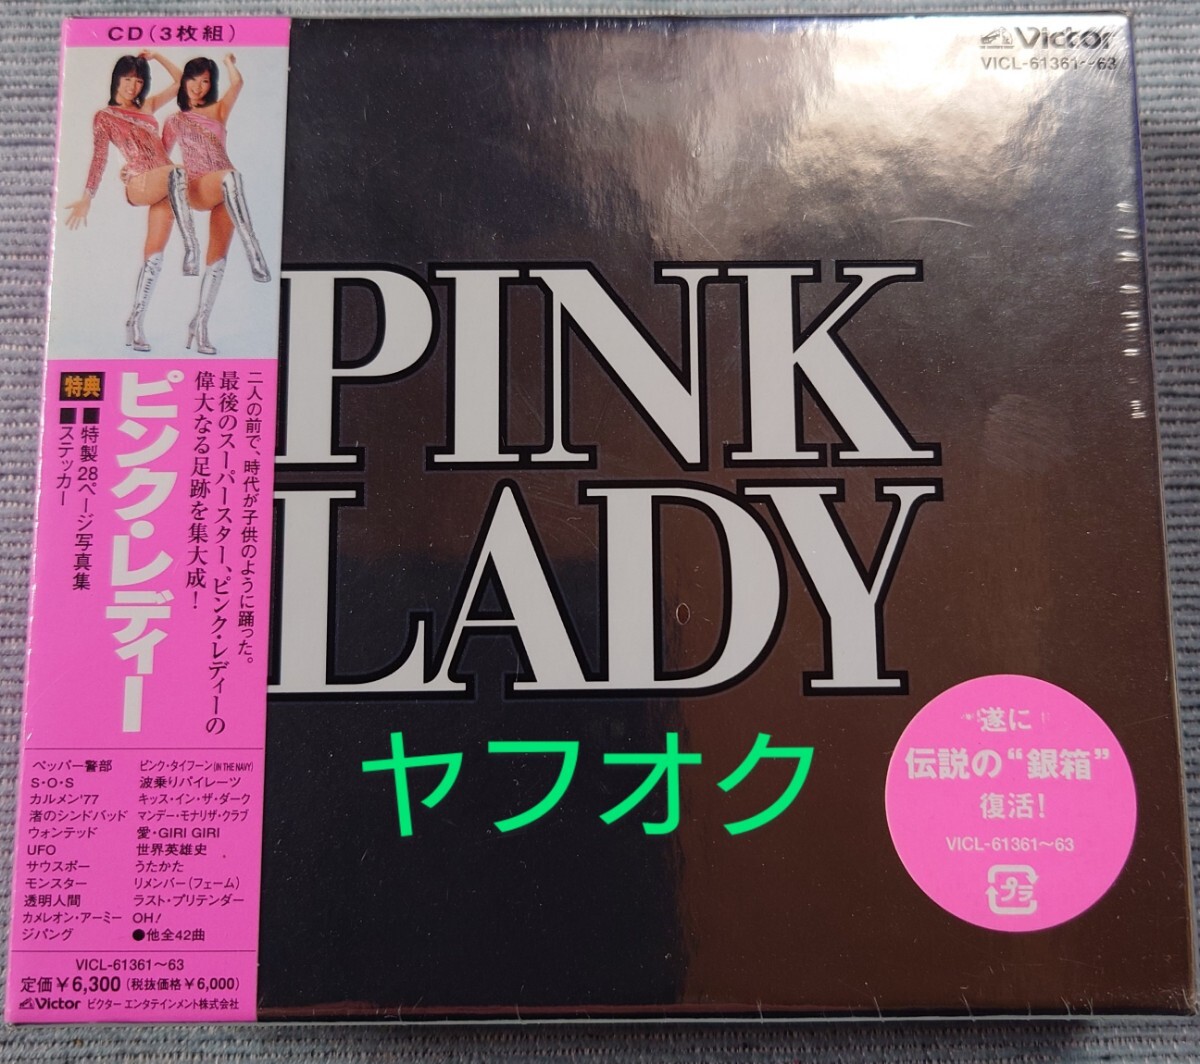 CD(3枚組)
二人の前で、時代が子供のように踊った。
最後のスーパースター、ピンク・レディーの
偉大なる足跡を集大成!
ピンク・レディー
特典
■特製28ページ写真集
■ステッカー
ペッパー警部
S・O・S
カルメン'77
渚のシンドバッド
ウォンテッド
UFO
サウスポー
モンスター
透明人間
カメレオン・アーミー
ジパング
ピンク・タイフーン(IN THE NAVY)
波乗りパイレーツ
キッス・イン・ザ・ダーク
マンデー・モナリザ・クラブ
愛・GIRI GIRI
世界英雄史
うたかた
リメンバー(フェーム)
ラスト・プリテンダー
OH!
●他全42曲
VICL-61361〜63
定価¥6,300(税抜価格¥6,000)
Victor ビクターエンタテインメント株式会社
Victor
VICL-61361〜63
PINK
LADY
ヤフオク
遂に
伝説の“銀箱”
復活!
VICL-61361〜63
プラ